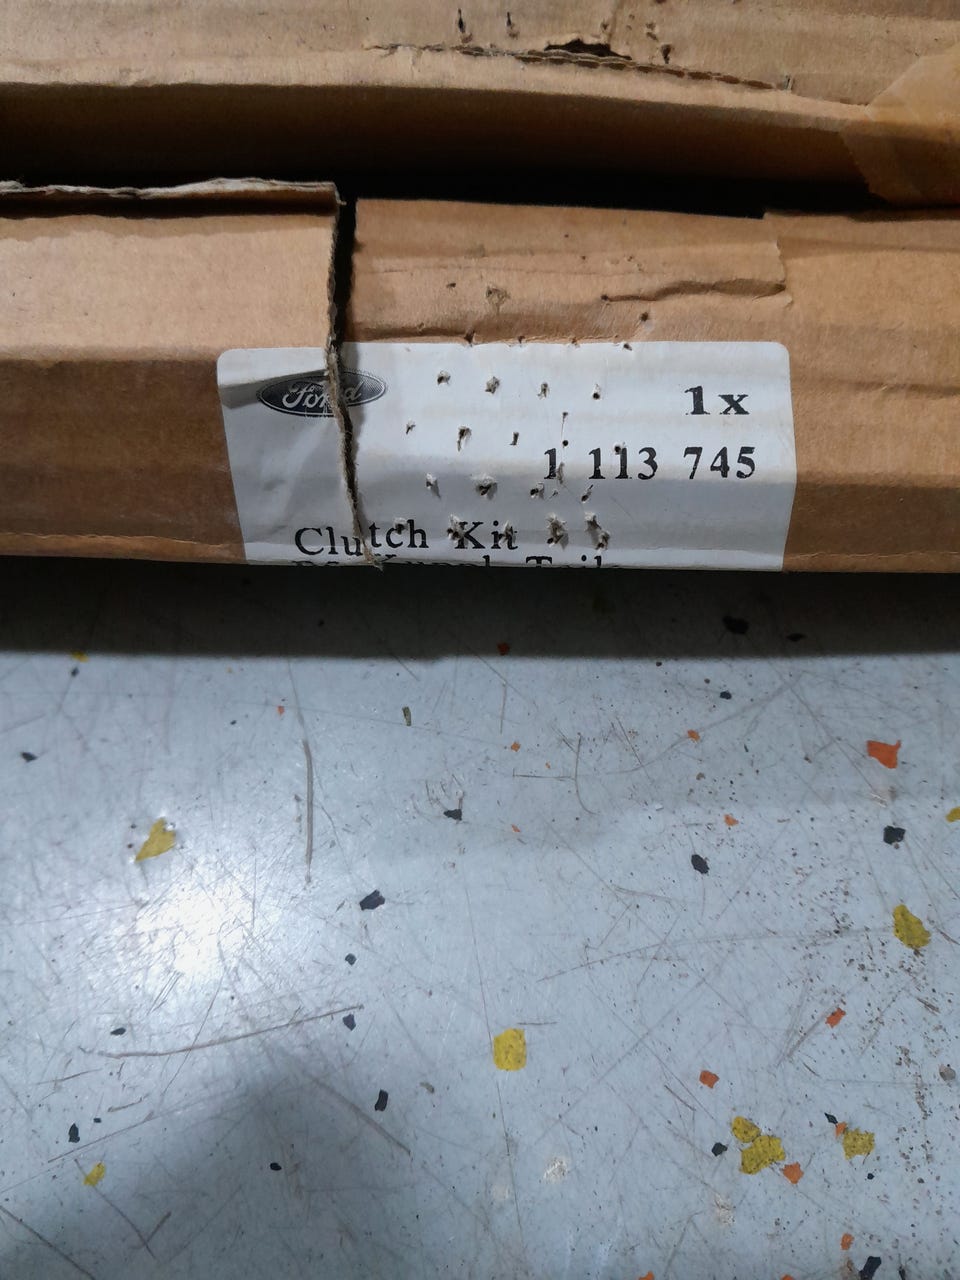 Ford
1x
1 113 745
Clutch Kit